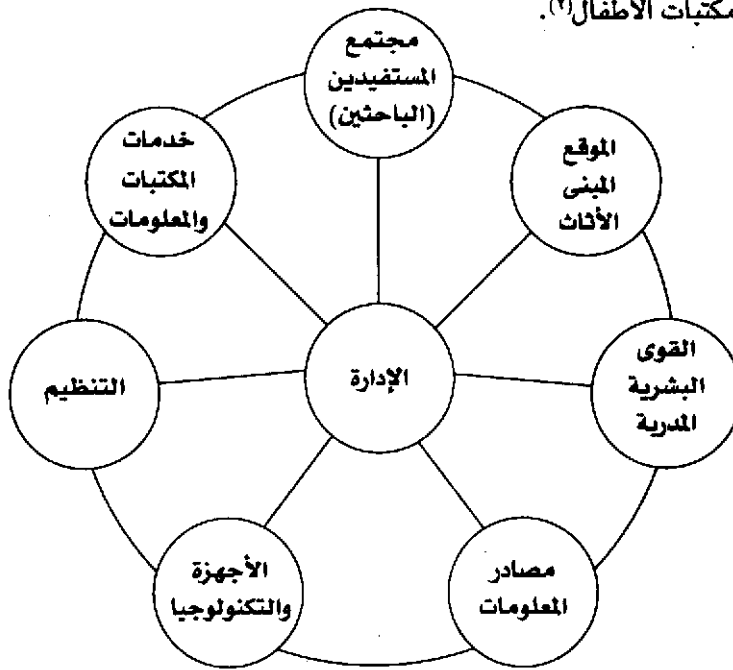 مكتبات الأطفال(٢).
مجتمع
المستفيدين
(الباحثين)
الموقع
المبنى
الأثاث
القوى
البشرية
المدربة
مصادر
المعلومات
الأجهزة
والتكنولوجيا
التنظيم
خدمات
المكتبات
والمعلومات
الإدارة